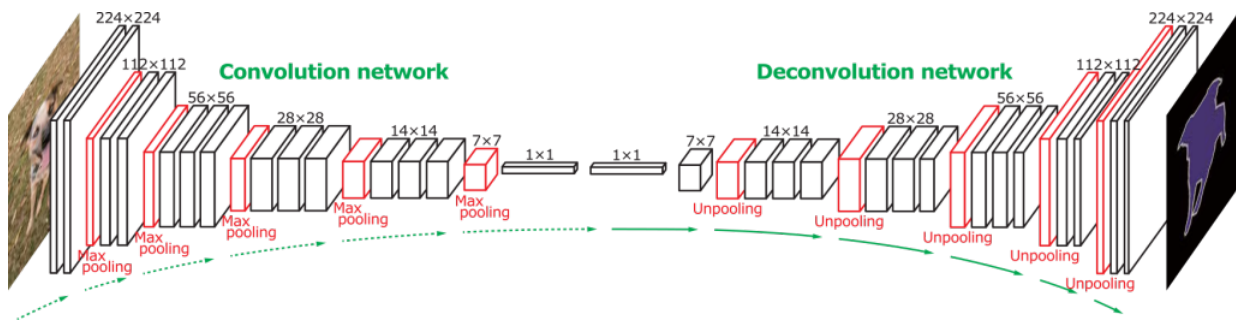 224×224
112×112
56×56
28×28
14×14
7×7
1×1
1×1
7×7
14×14
28×28
56×56
112×112
224×224
Convolution network
Deconvolution network
Max
pooling
Max
pooling
Max
pooling
Max
pooling
Max
pooling
Unpooling
Unpooling
Unpooling
Unpooling
Unpooling